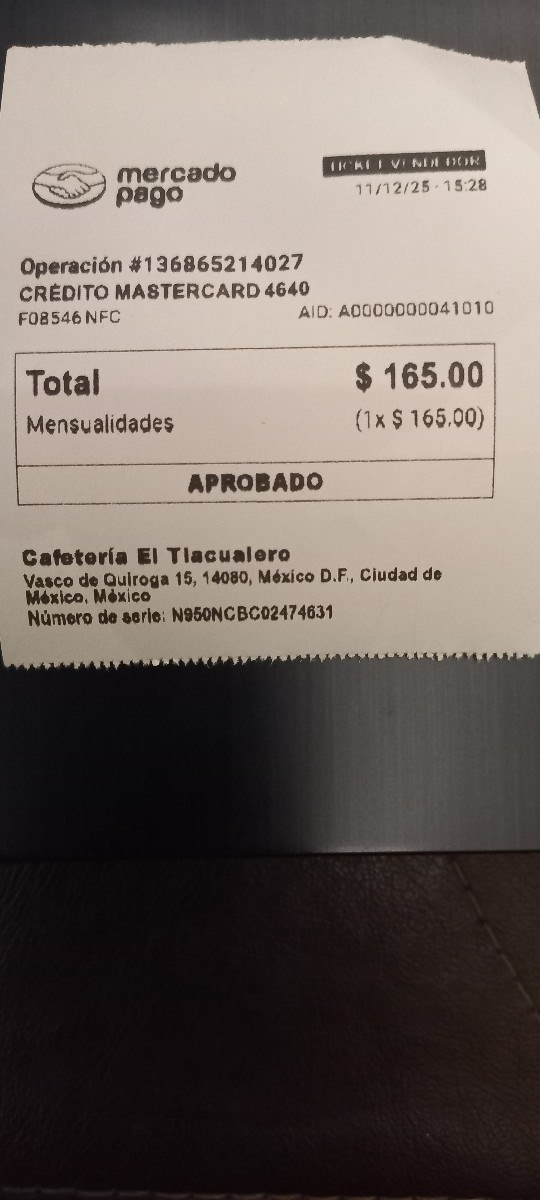 mercado
pago
TICKET VENDEDOR
11/12/25 - 15:28
Operación #136865214027
CRÉDITO MASTERCARD 4640
F08546 NFC
AID: A0000000041010
Total $ 165.00
Mensualidades (1x $ 165.00)
APROBADO
Cafetería El Tlacualero
Vasco de Quiroga 15, 14080, México D.F., Ciudad de
México, México
Número de serie: N950NCBC02474631